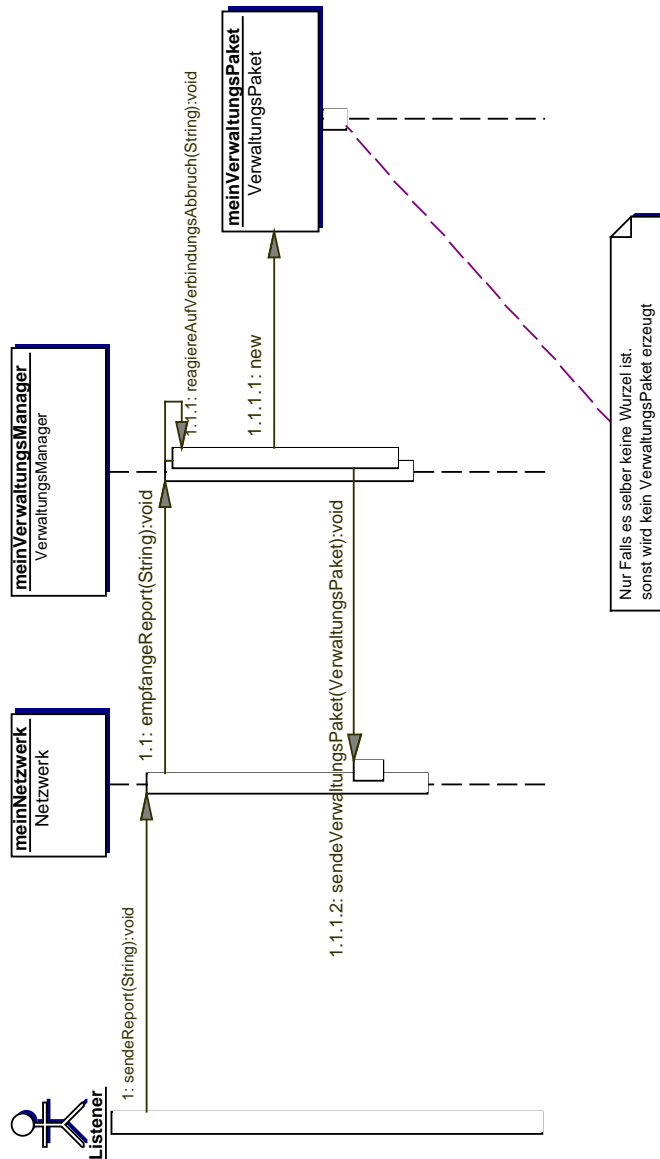 Listener
meinNetzwerk
Netzwerk
meinVerwaltungsManager
VerwaltungsManager
meinVerwaltungsPaket
VerwaltungsPaket
1: sendeReport(String):void
1.1: empfangeReport(String):void
1.1.1: reagiereAufVerbindungsAbbruch(String):void
1.1.1.1: new
1.1.1.2: sendeVerwaltungsPaket(VerwaltungsPaket):void
Nur Falls es selber keine Wurzel ist.
sonst wird kein VerwaltungsPaket erzeugt